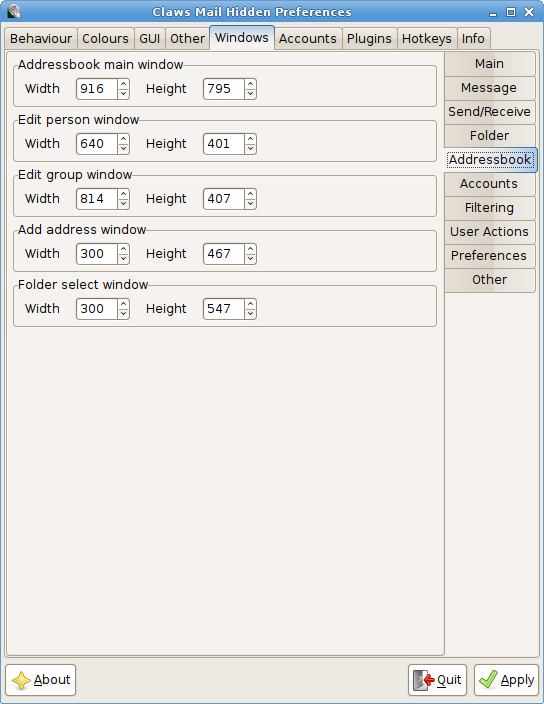 Claws Mail Hidden Preferences
Behaviour Colours GUI Other Windows Accounts Plugins Hotkeys Info
Addressbook main window
Width 916 Height 795
Edit person window
Width 640 Height 401
Edit group window
Width 814 Height 407
Add address window
Width 300 Height 467
Folder select window
Width 300 Height 547
Main
Message
Send/Receive
Folder
Addressbook
Accounts
Filtering
User Actions
Preferences
Other
About Quit Apply